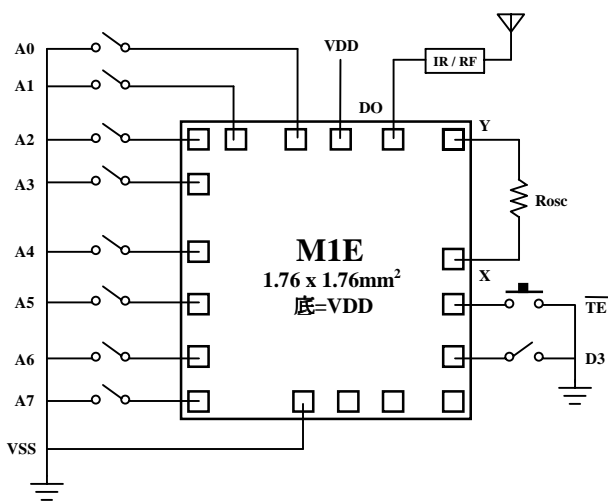 A0
VDD
IR / RF
A1
DO
A2
Y
A3
Rosc
M1E
A4
1.76 x 1.76mm²
X
底=VDD
A5
T̅E̅
A6
D3
A7
VSS